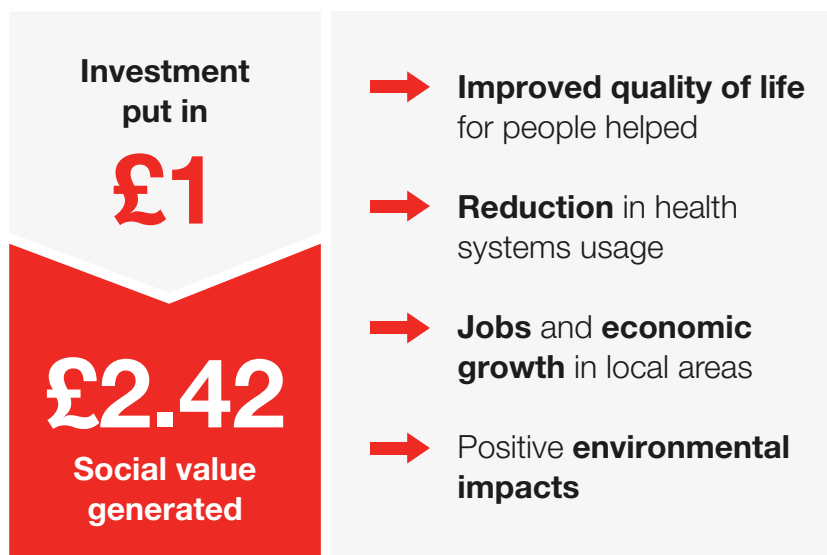 Investment
put in
£1
£2.42
Social value
generated
Improved quality of life
for people helped
Reduction in health
systems usage
Jobs and economic
growth in local areas
Positive environmental
impacts